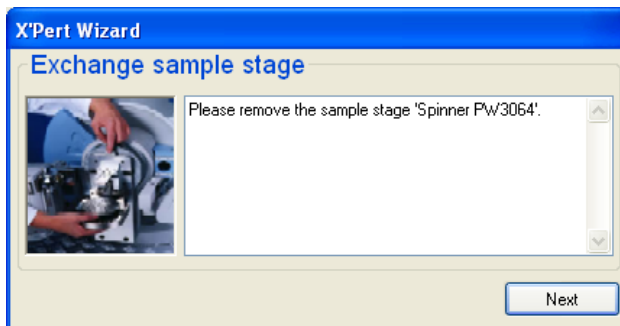 X'Pert Wizard
Exchange sample stage
Please remove the sample stage 'Spinner PW3064'.
Next